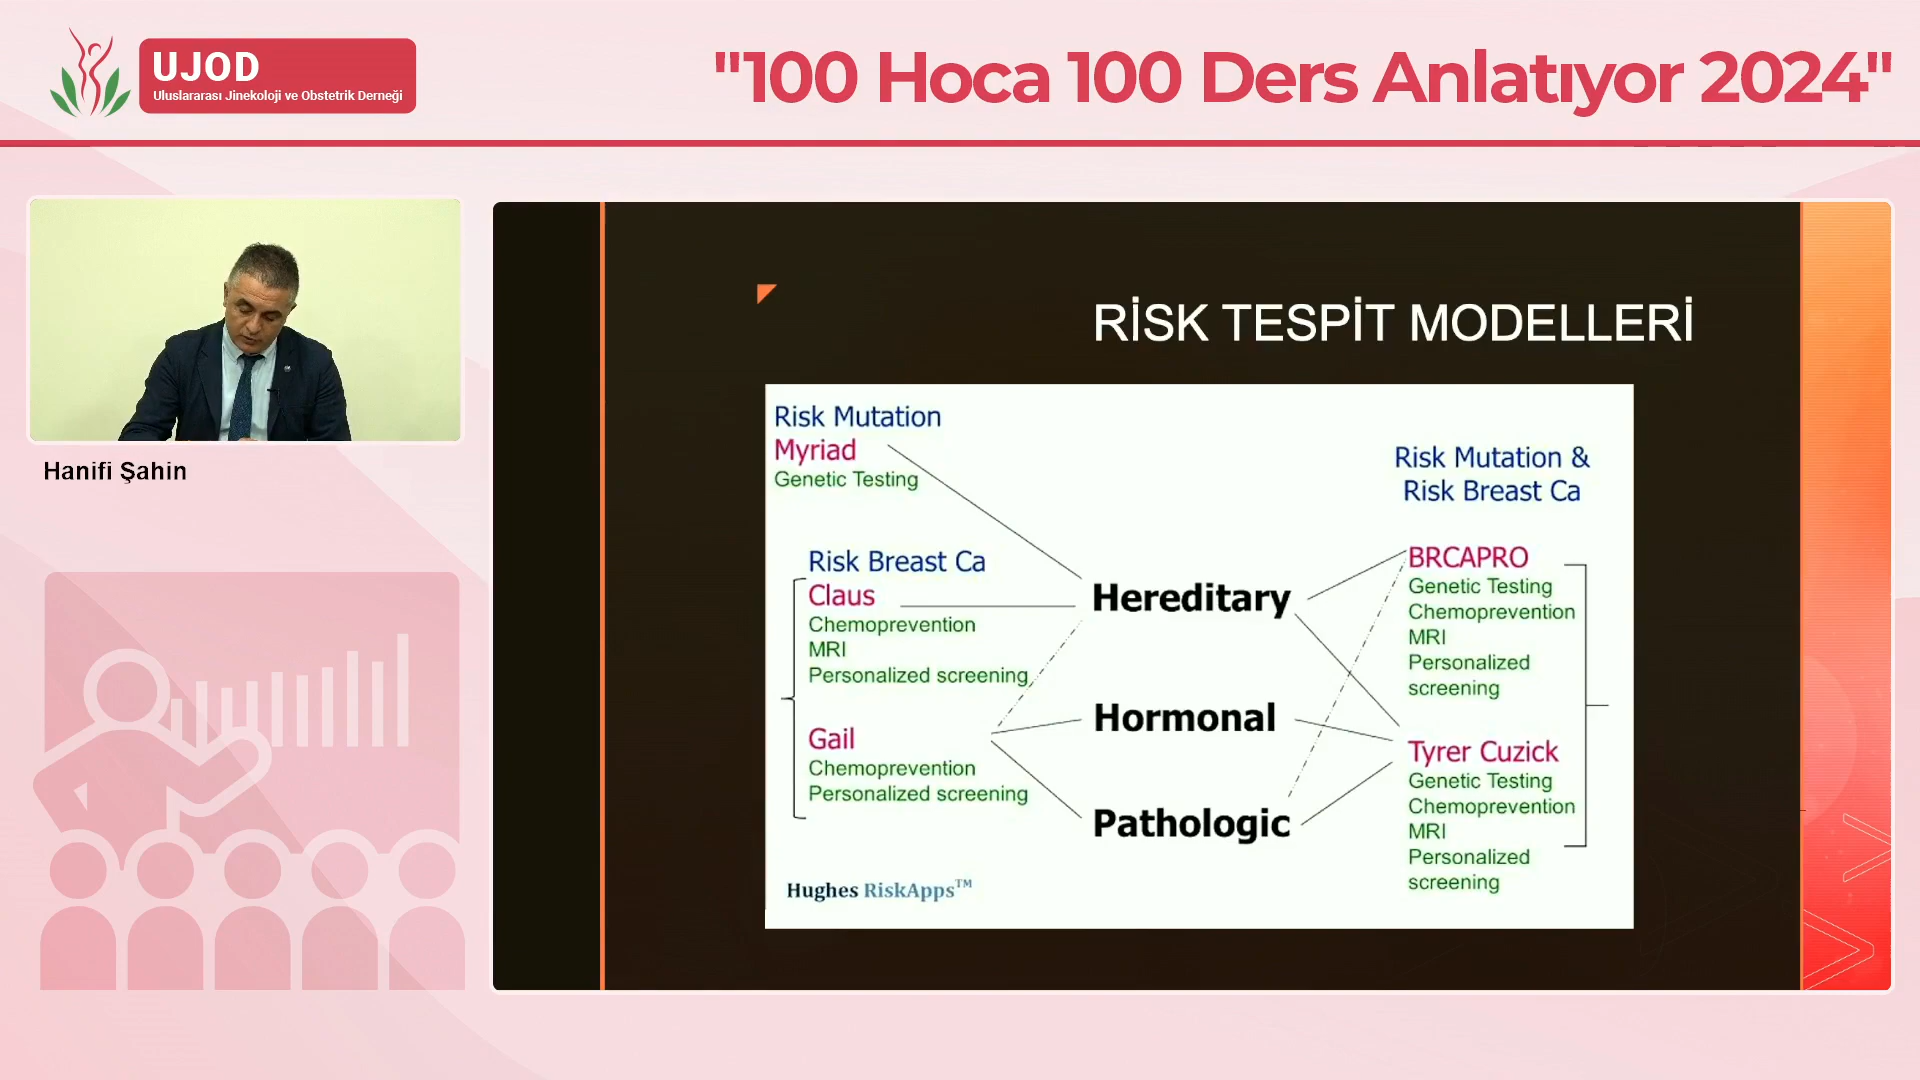 UJOD
Uluslararası Jinekoloji ve Obstetrik Derneği
"100 Hoca 100 Ders Anlatıyor 2024"
Hanifi Şahin
RİSK TESPİT MODELLERİ
Risk Mutation
Myriad
Genetic Testing
Risk Breast Ca
Claus
Chemoprevention
MRI
Personalized screening
Gail
Chemoprevention
Personalized screening
Hughes RiskApps™
Hereditary
Hormonal
Pathologic
Risk Mutation &
Risk Breast Ca
BRCAPRO
Genetic Testing
Chemoprevention
MRI
Personalized
screening
Tyrer Cuzick
Genetic Testing
Chemoprevention
MRI
Personalized
screening